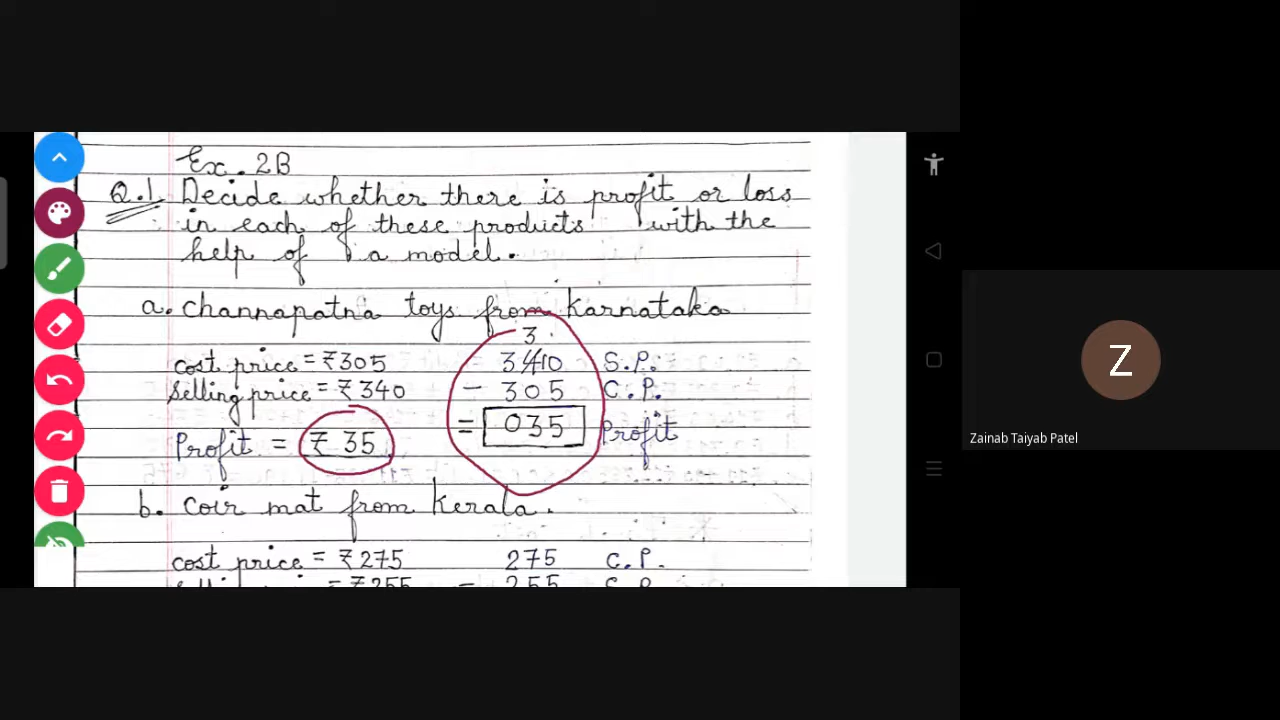 Ex. 2B
Q.1. Decide whether there is profit or loss
in each of these products with the
help of a model.
a. Channapatna toys from Karnataka
3
cost price = ₹305 3410 S.P.
Selling price = ₹340 - 305 C.P.
Profit = ₹35 = 035 Profit
b. Coir mat from Kerala.
cost price = ₹275 275 C.P.
= ₹255 255
Z
Zainab Taiyab Patel